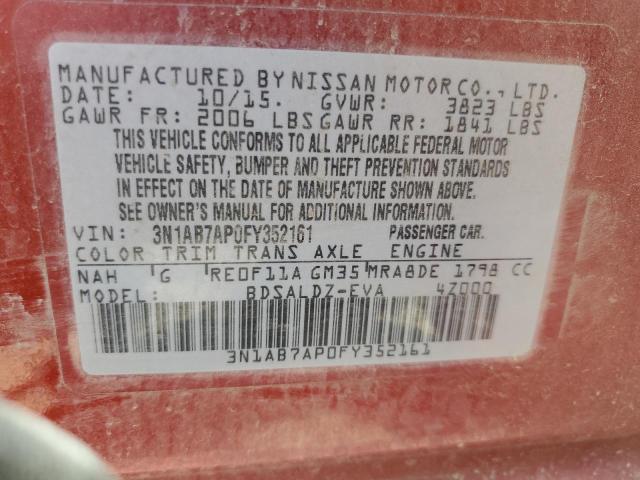 MANUFACTURED BY NISSAN MOTOR CO., LTD.
DATE: 10/15. GVWR: 3823 LBS
GAWR FR: 2006 LBS GAWR RR: 1841 LBS
THIS VEHICLE CONFORMS TO ALL APPLICABLE FEDERAL MOTOR
VEHICLE SAFETY, BUMPER AND THEFT PREVENTION STANDARDS
IN EFFECT ON THE DATE OF MANUFACTURE SHOWN ABOVE.
SEE OWNER'S MANUAL FOR ADDITIONAL INFORMATION.
VIN: 3N1AB7AP0FY352161 PASSENGER CAR.
COLOR TRIM TRANS AXLE ENGINE
NAH G RE0F11A GM35 MRA8DE 1798 CC
MODEL: BDSALDZ-EVA 4Z000
3N1AB7AP0FY352161